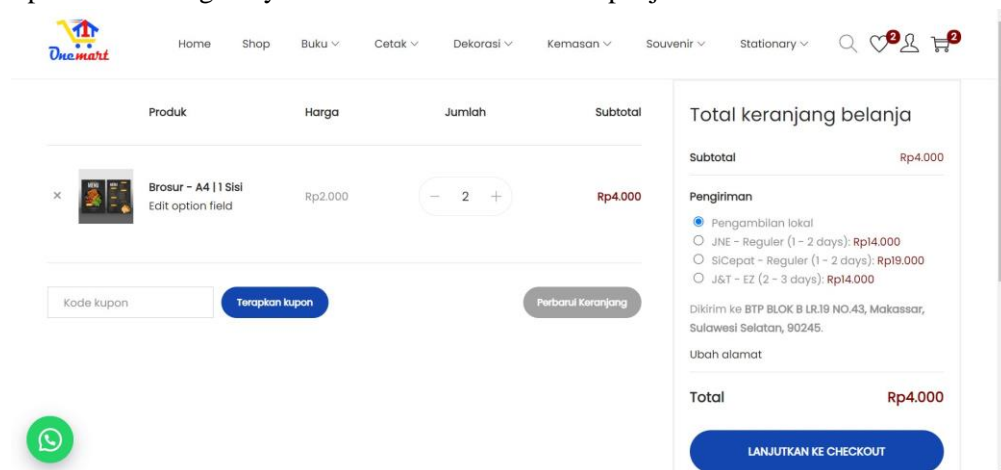 Onemart
Home Shop Buku Cetak Dekorasi Kemasan Souvenir Stationary 2 2
Produk Harga Jumlah Subtotal
Brosur - A4 | 1 Sisi
Edit option field
Rp2.000 - 2 + Rp4.000
Kode kupon Terapkan kupon Perbarui Keranjang
Total keranjang belanja
Subtotal Rp4.000
Pengiriman
Pengambilan lokal
JNE - Reguler (1 - 2 days): Rp14.000
SiCepat - Reguler (1 - 2 days): Rp19.000
J&T - EZ (2 - 3 days): Rp14.000
Dikirim ke BTP BLOK B LR.19 NO.43, Makassar,
Sulawesi Selatan, 90245.
Ubah alamat
Total Rp4.000
LANJUTKAN KE CHECKOUT